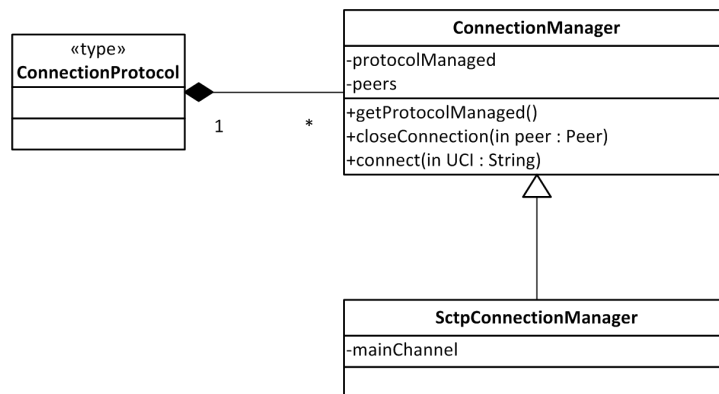 «type»
ConnectionProtocol
1
*
ConnectionManager
-protocolManaged
-peers
+getProtocolManaged()
+closeConnection(in peer : Peer)
+connect(in UCI : String)
SctpConnectionManager
-mainChannel